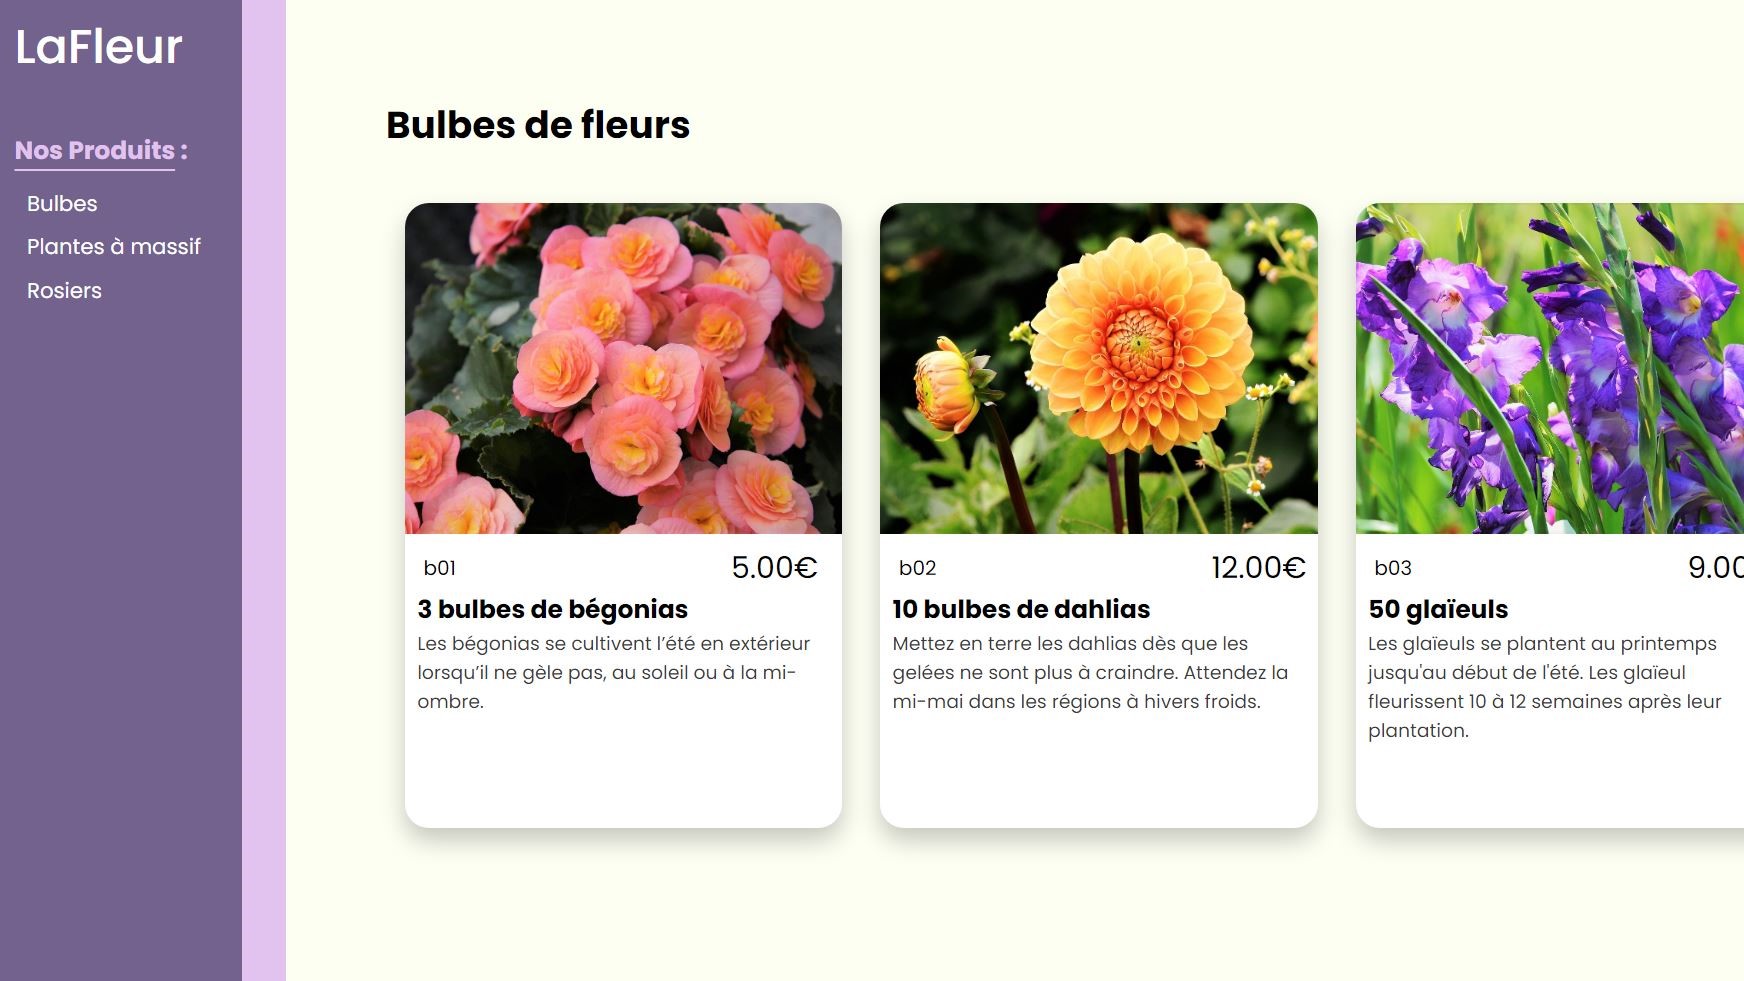 LaFleur
Nos Produits :
Bulbes
Plantes à massif
Rosiers
Bulbes de fleurs
b01 5.00€
3 bulbes de bégonias
Les bégonias se cultivent l’été en extérieur
lorsqu’il ne gèle pas, au soleil ou à la mi-
ombre.
b02 12.00€
10 bulbes de dahlias
Mettez en terre les dahlias dès que les
gelées ne sont plus à craindre. Attendez la
mi-mai dans les régions à hivers froids.
b03 9.00
50 glaïeuls
Les glaïeuls se plantent au printemps
jusqu'au début de l'été. Les glaïeul
fleurissent 10 à 12 semaines après leur
plantation.